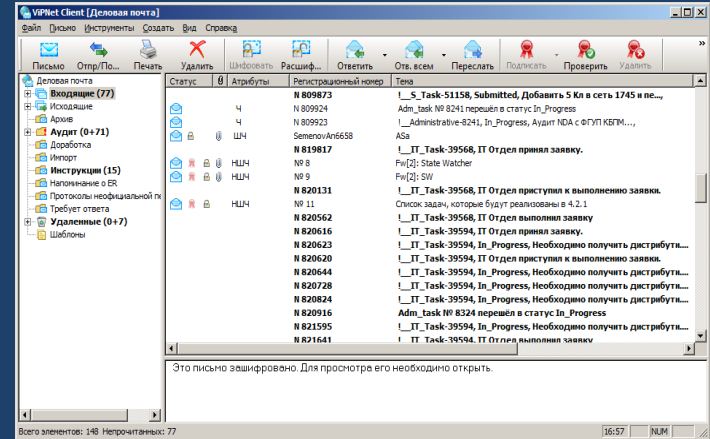 ViPNet Client [Деловая почта]
Файл Письмо Инструменты Создать Вид Справка
Письмо Отпр/По... Печать Удалить Шифровать Расшиф... Ответить Отв. всем Переслать Подписать Проверить Удалить »
Деловая почта
Входящие (77)
Исходящие
Архив
Аудит (0+71)
Доработка
Импорт
Инструкции (15)
Напоминание о ER
Протоколы неофициальной пе
Требует ответа
Удаленные (0+7)
Шаблоны
Статус Атрибуты Регистрационный номер Тема
N 809873 !__S_Task-51158, Submitted, Добавить 5 Кл в сеть 1745 и пе...,
Ч N 809924 Adm_task № 8241 перешёл в статус In_Progress
Ч N 809923 !__Administrative-8241, In_Progress, Аудит NDA с ФГУП КБПМ...,
ШЧ SemenovAn6658 ASa
N 819817 !__IT_Task-39568, IT Отдел принял заявку.
НШЧ № 8 Fw[2]: State Watcher
НШЧ № 9 Fw[2]: SW
N 820131 !__IT_Task-39568, IT Отдел приступил к выполнению заявки.
НШЧ № 11 Список задач, которые будут реализованы в 4.2.1
N 820562 !__IT_Task-39568, IT Отдел выполнил заявку
N 820616 !__IT_Task-39594, IT Отдел принял заявку.
N 820623 !__IT_Task-39594, In_Progress, Необходимо получить дистрибути....
N 820620 !__IT_Task-39594, IT Отдел приступил к выполнению заявки.
N 820644 !__IT_Task-39594, In_Progress, Необходимо получить дистрибути....
N 820728 !__IT_Task-39594, In_Progress, Необходимо получить дистрибути....
N 820824 !__IT_Task-39594, In_Progress, Необходимо получить дистрибути....
N 820916 Adm_task № 8324 перешёл в статус In_Progress
N 821595 !__IT_Task-39594, In_Progress, Необходимо получить дистрибути....
N 821641 !__IT_Task-39594, IT Отдел выполнил заявку
Это письмо зашифровано. Для просмотра его необходимо открыть.
Всего элементов: 148 Непрочитанных: 77
16:57 NUM